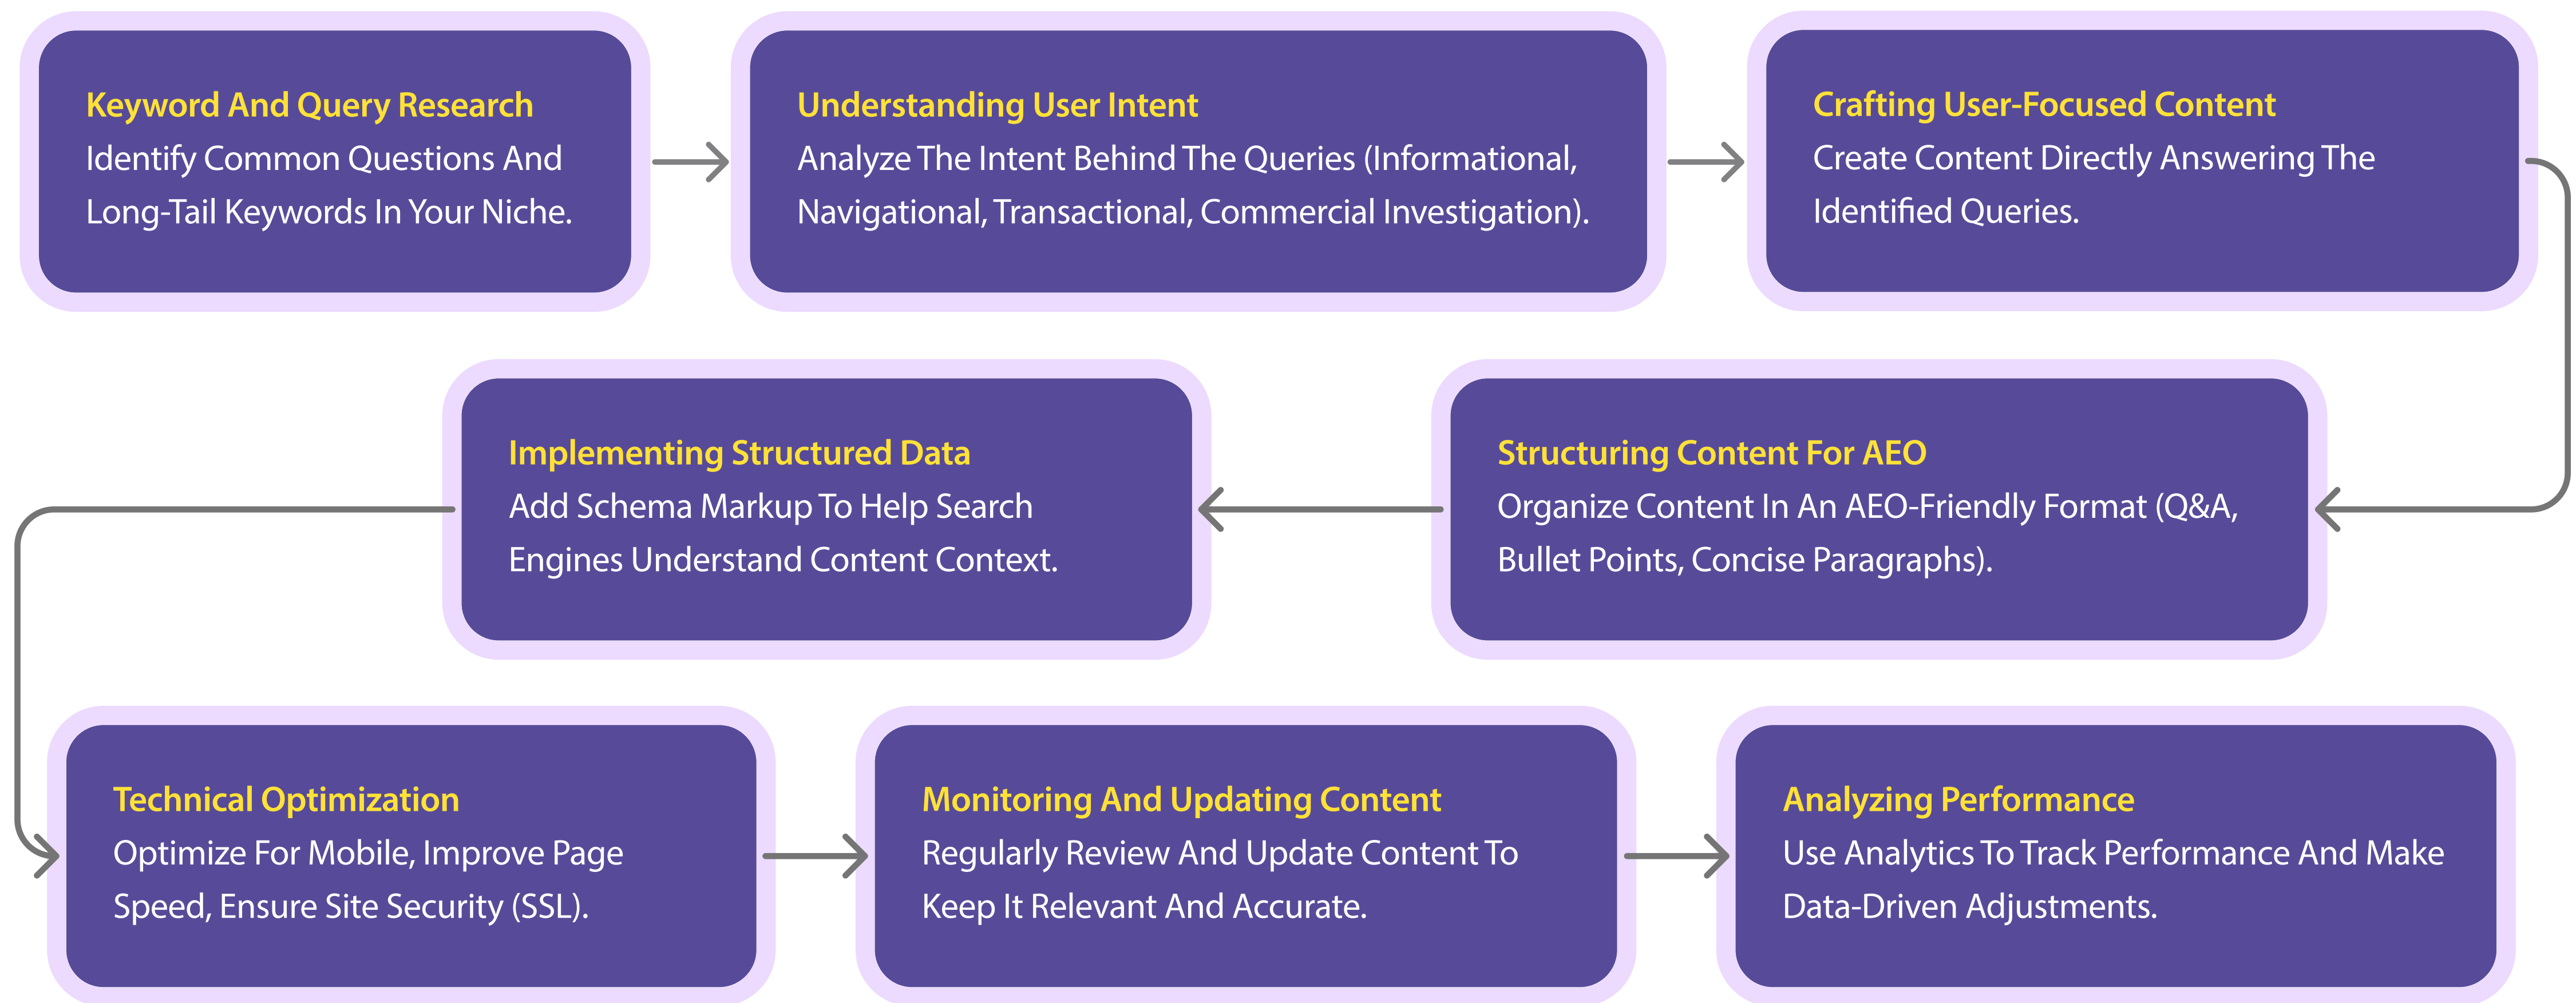 Keyword And Query Research
Identify Common Questions And
Long-Tail Keywords In Your Niche.
Understanding User Intent
Analyze The Intent Behind The Queries (Informational,
Navigational, Transactional, Commercial Investigation).
Crafting User-Focused Content
Create Content Directly Answering The
Identified Queries.
Structuring Content For AEO
Organize Content In An AEO-Friendly Format (Q&A,
Bullet Points, Concise Paragraphs).
Implementing Structured Data
Add Schema Markup To Help Search
Engines Understand Content Context.
Technical Optimization
Optimize For Mobile, Improve Page
Speed, Ensure Site Security (SSL).
Monitoring And Updating Content
Regularly Review And Update Content To
Keep It Relevant And Accurate.
Analyzing Performance
Use Analytics To Track Performance And Make
Data-Driven Adjustments.